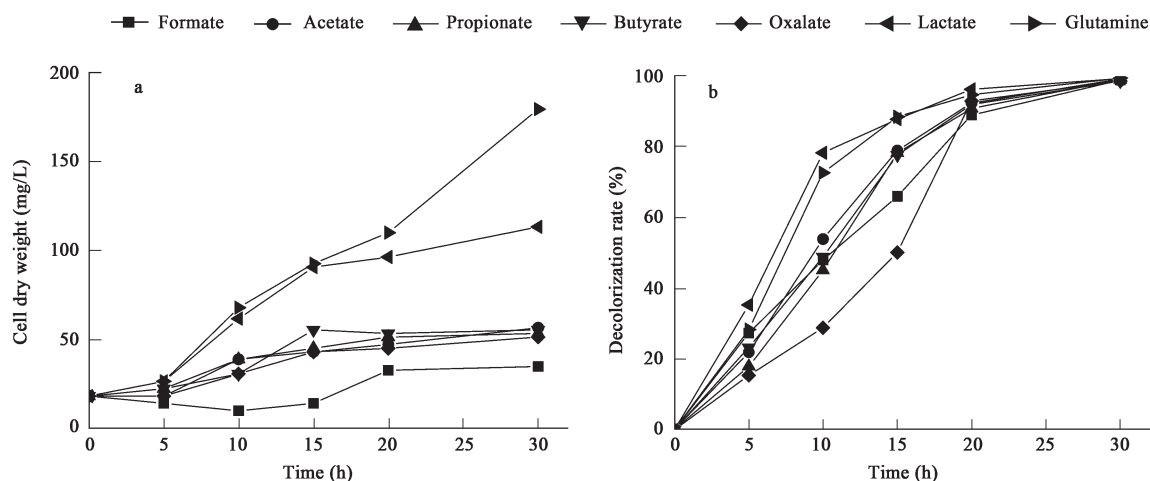 Formate Acetate Propionate Butyrate Oxalate Lactate Glutamine
a
Cell dry weight (mg/L)
200
150
100
50
0
0 5 10 15 20 25 30
Time (h)
b
Decolorization rate (%)
100
80
60
40
20
0
0 5 10 15 20 25 30
Time (h)